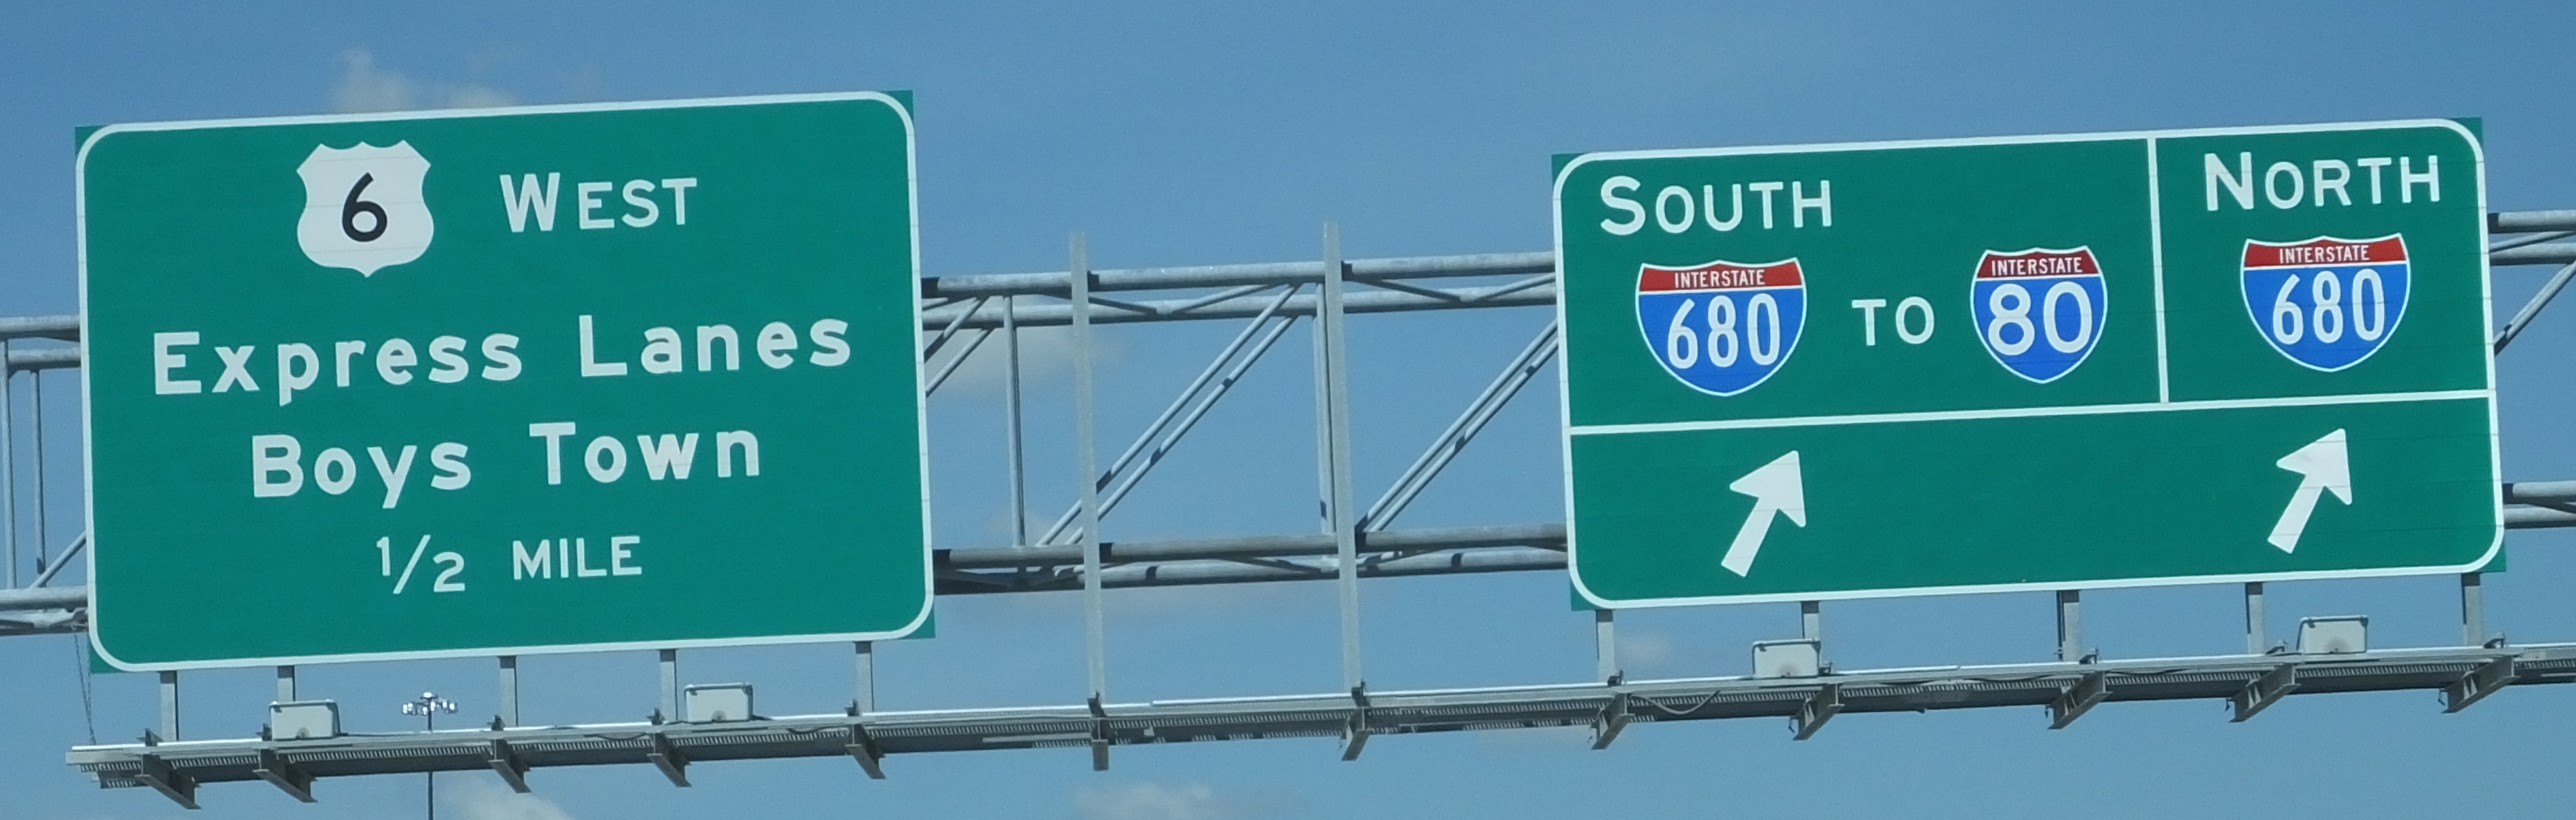 6 WEST
Express Lanes
Boys Town
1/2 MILE
SOUTH
INTERSTATE
680
TO
INTERSTATE
80
NORTH
INTERSTATE
680